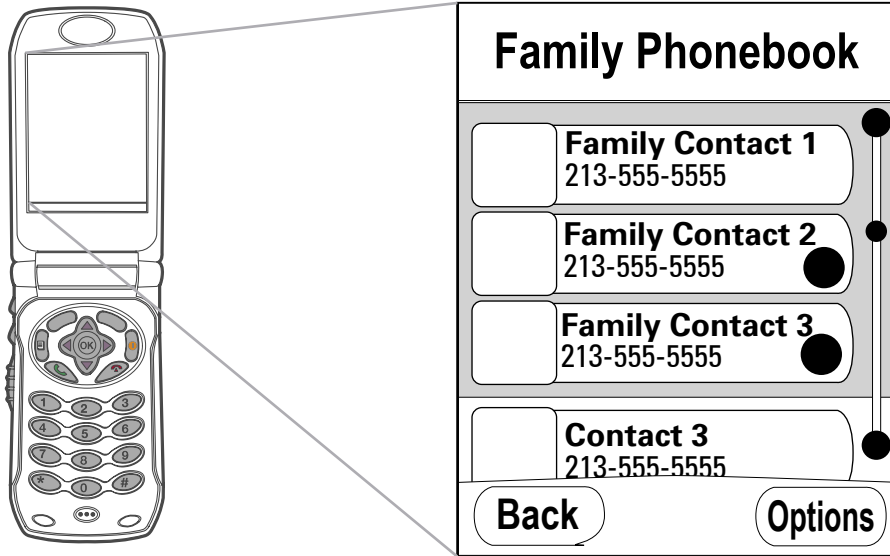 Family Phonebook
Family Contact 1
213-555-5555
Family Contact 2
213-555-5555
Family Contact 3
213-555-5555
Contact 3
213-555-5555
Back
Options
OK
1 2 3
4 5 6
7 8 9
* 0 #